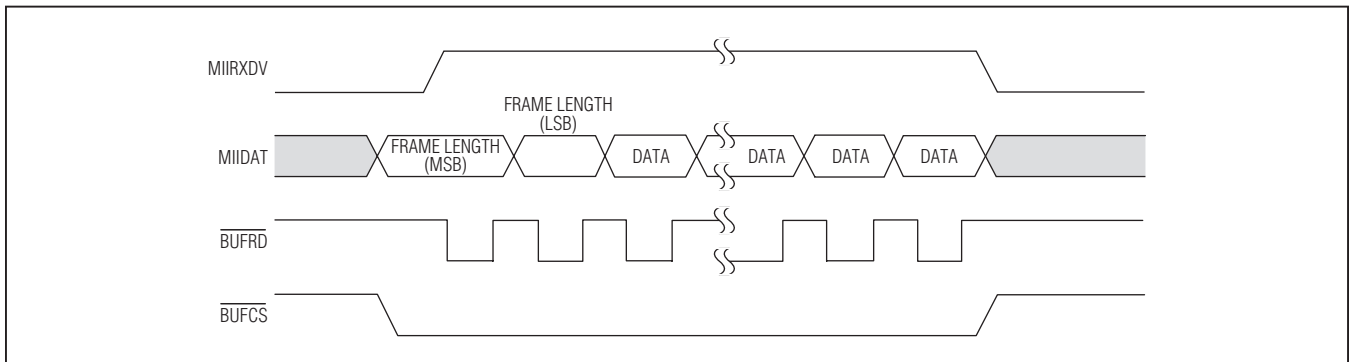 MIIRXDV
FRAME LENGTH
(LSB)
MIIDAT
FRAME LENGTH
(MSB)
DATA
DATA
DATA
DATA
BUFRD
BUFCS